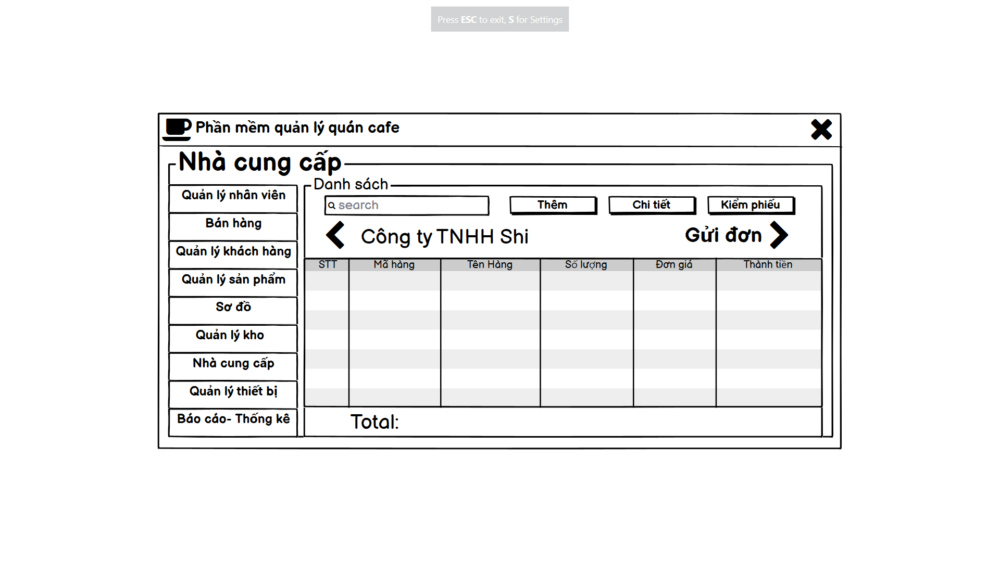 Press ESC to exit, S for Settings
Phần mềm quản lý quán cafe
Nhà cung cấp
Quản lý nhân viên
Bán hàng
Quản lý khách hàng
Quản lý sản phẩm
Sơ đồ
Quản lý kho
Nhà cung cấp
Quản lý thiết bị
Báo cáo- Thống kê
Danh sách
search
Thêm
Chi tiết
Kiểm phiếu
Công ty TNHH Shi
Gửi đơn
STT Mã hàng Tên Hàng Số lượng Đơn giá Thành tiền
Total: